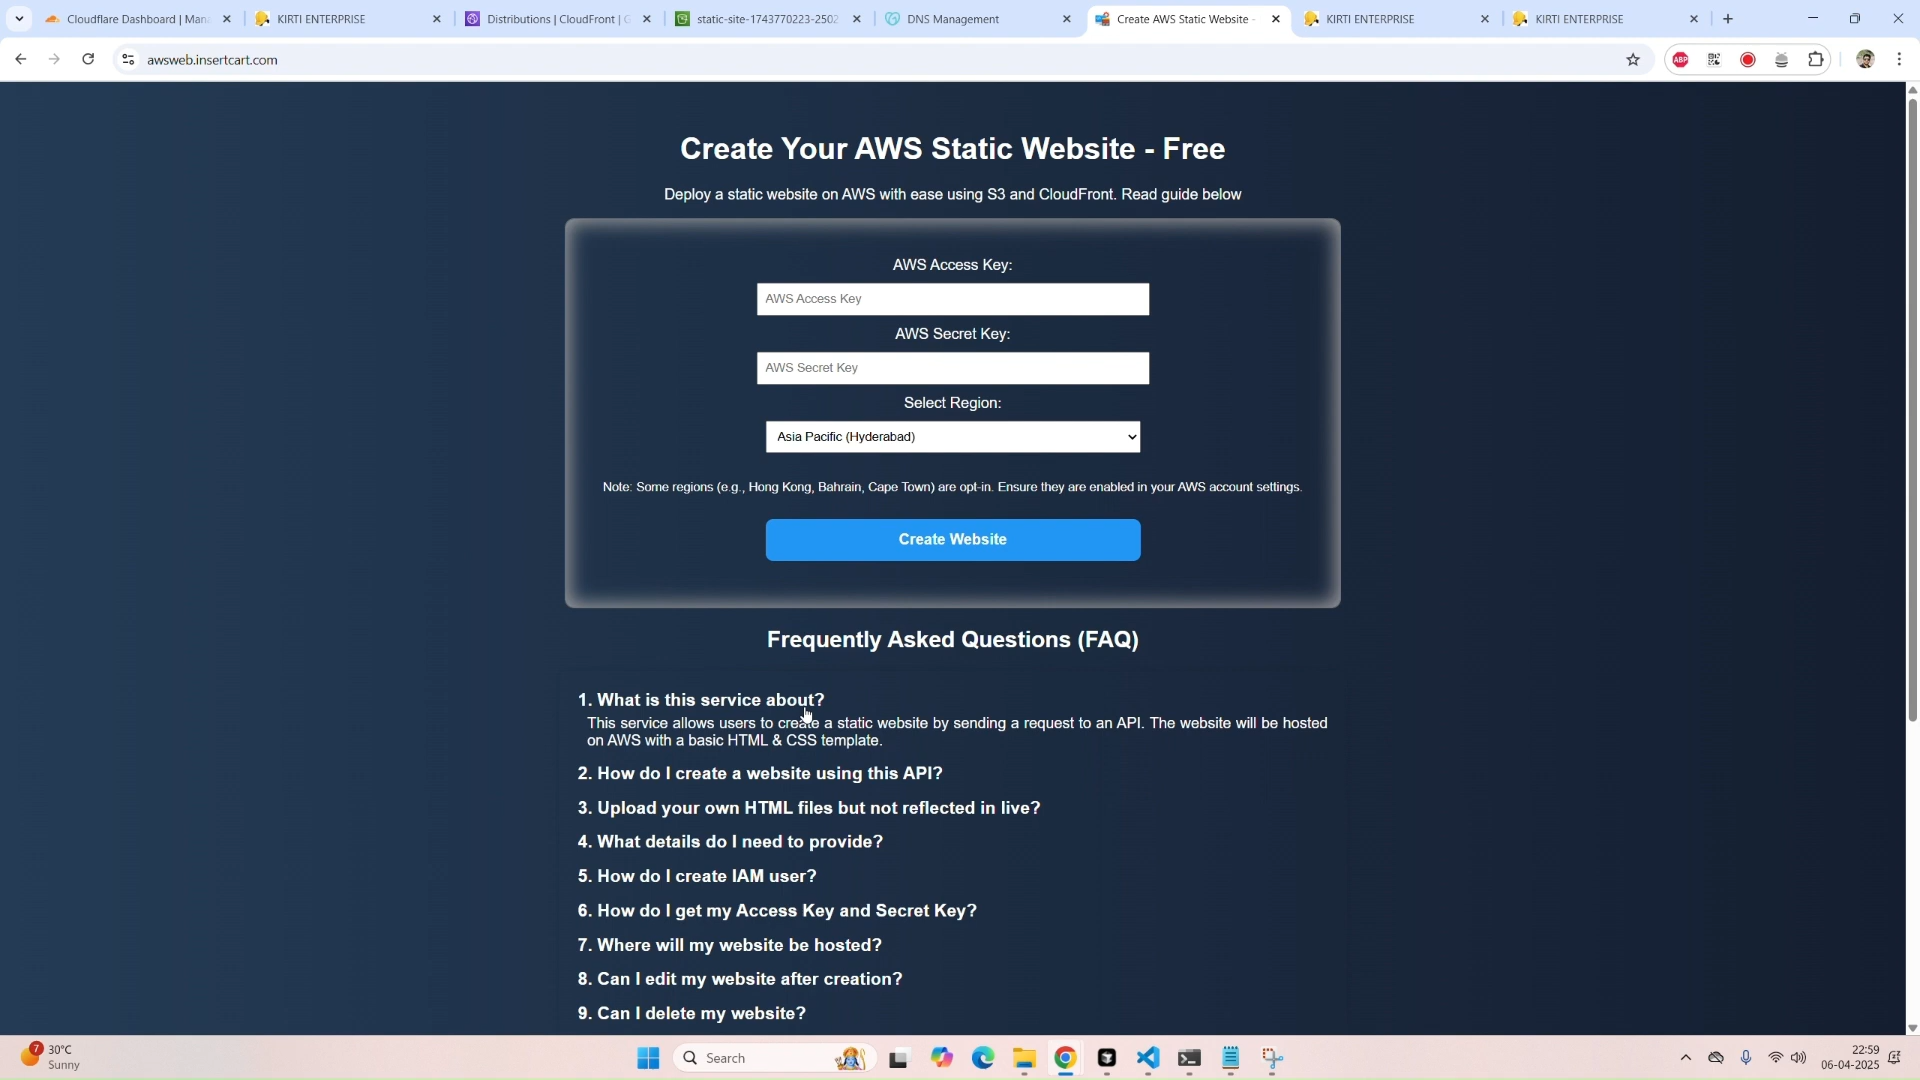 Cloudflare Dashboard | Man
KIRTI ENTERPRISE
Distributions | CloudFront | G
static-site-1743770223-2502
DNS Management
Create AWS Static Website -
KIRTI ENTERPRISE
KIRTI ENTERPRISE
awsweb.insertcart.com
ABP
Create Your AWS Static Website - Free
Deploy a static website on AWS with ease using S3 and CloudFront. Read guide below
AWS Access Key:
AWS Access Key
AWS Secret Key:
AWS Secret Key
Select Region:
Asia Pacific (Hyderabad)
Note: Some regions (e.g., Hong Kong, Bahrain, Cape Town) are opt-in. Ensure they are enabled in your AWS account settings.
Create Website
Frequently Asked Questions (FAQ)
1. What is this service about?
This service allows users to create a static website by sending a request to an API. The website will be hosted
on AWS with a basic HTML & CSS template.
2. How do I create a website using this API?
3. Upload your own HTML files but not reflected in live?
4. What details do I need to provide?
5. How do I create IAM user?
6. How do I get my Access Key and Secret Key?
7. Where will my website be hosted?
8. Can I edit my website after creation?
9. Can I delete my website?
7
30°C
Sunny
Search
22:59
06-04-2025